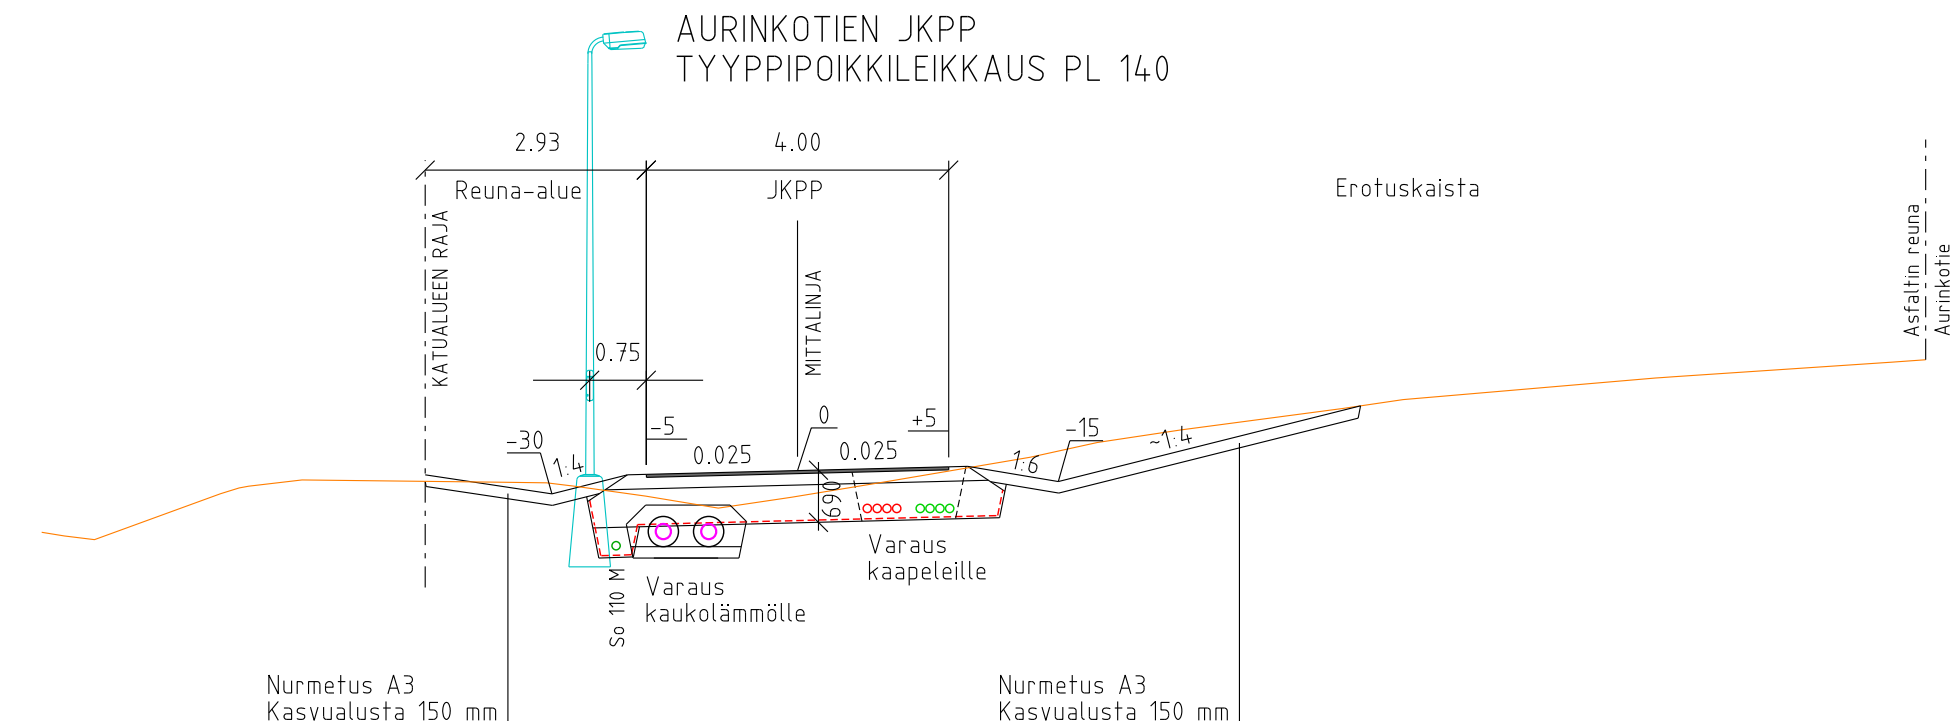 AURINKOTIEN JKPP
TYYPPIPOIKKILEIKKAUS PL 140
2.93
4.00
Reuna-alue
JKPP
Erotuskaista
KATUALUEEN RAJA
MITTALINJA
Asfaltin reuna
Aurinkotie
0.75
-30
1:4
-5
0.025
0
0.025
+5
690
1:6
-15
~1:4
So 110 M
Varaus
kaukolämmölle
Varaus
kaapeleille
Nurmetus A3
Kasvualusta 150 mm
Nurmetus A3
Kasvualusta 150 mm